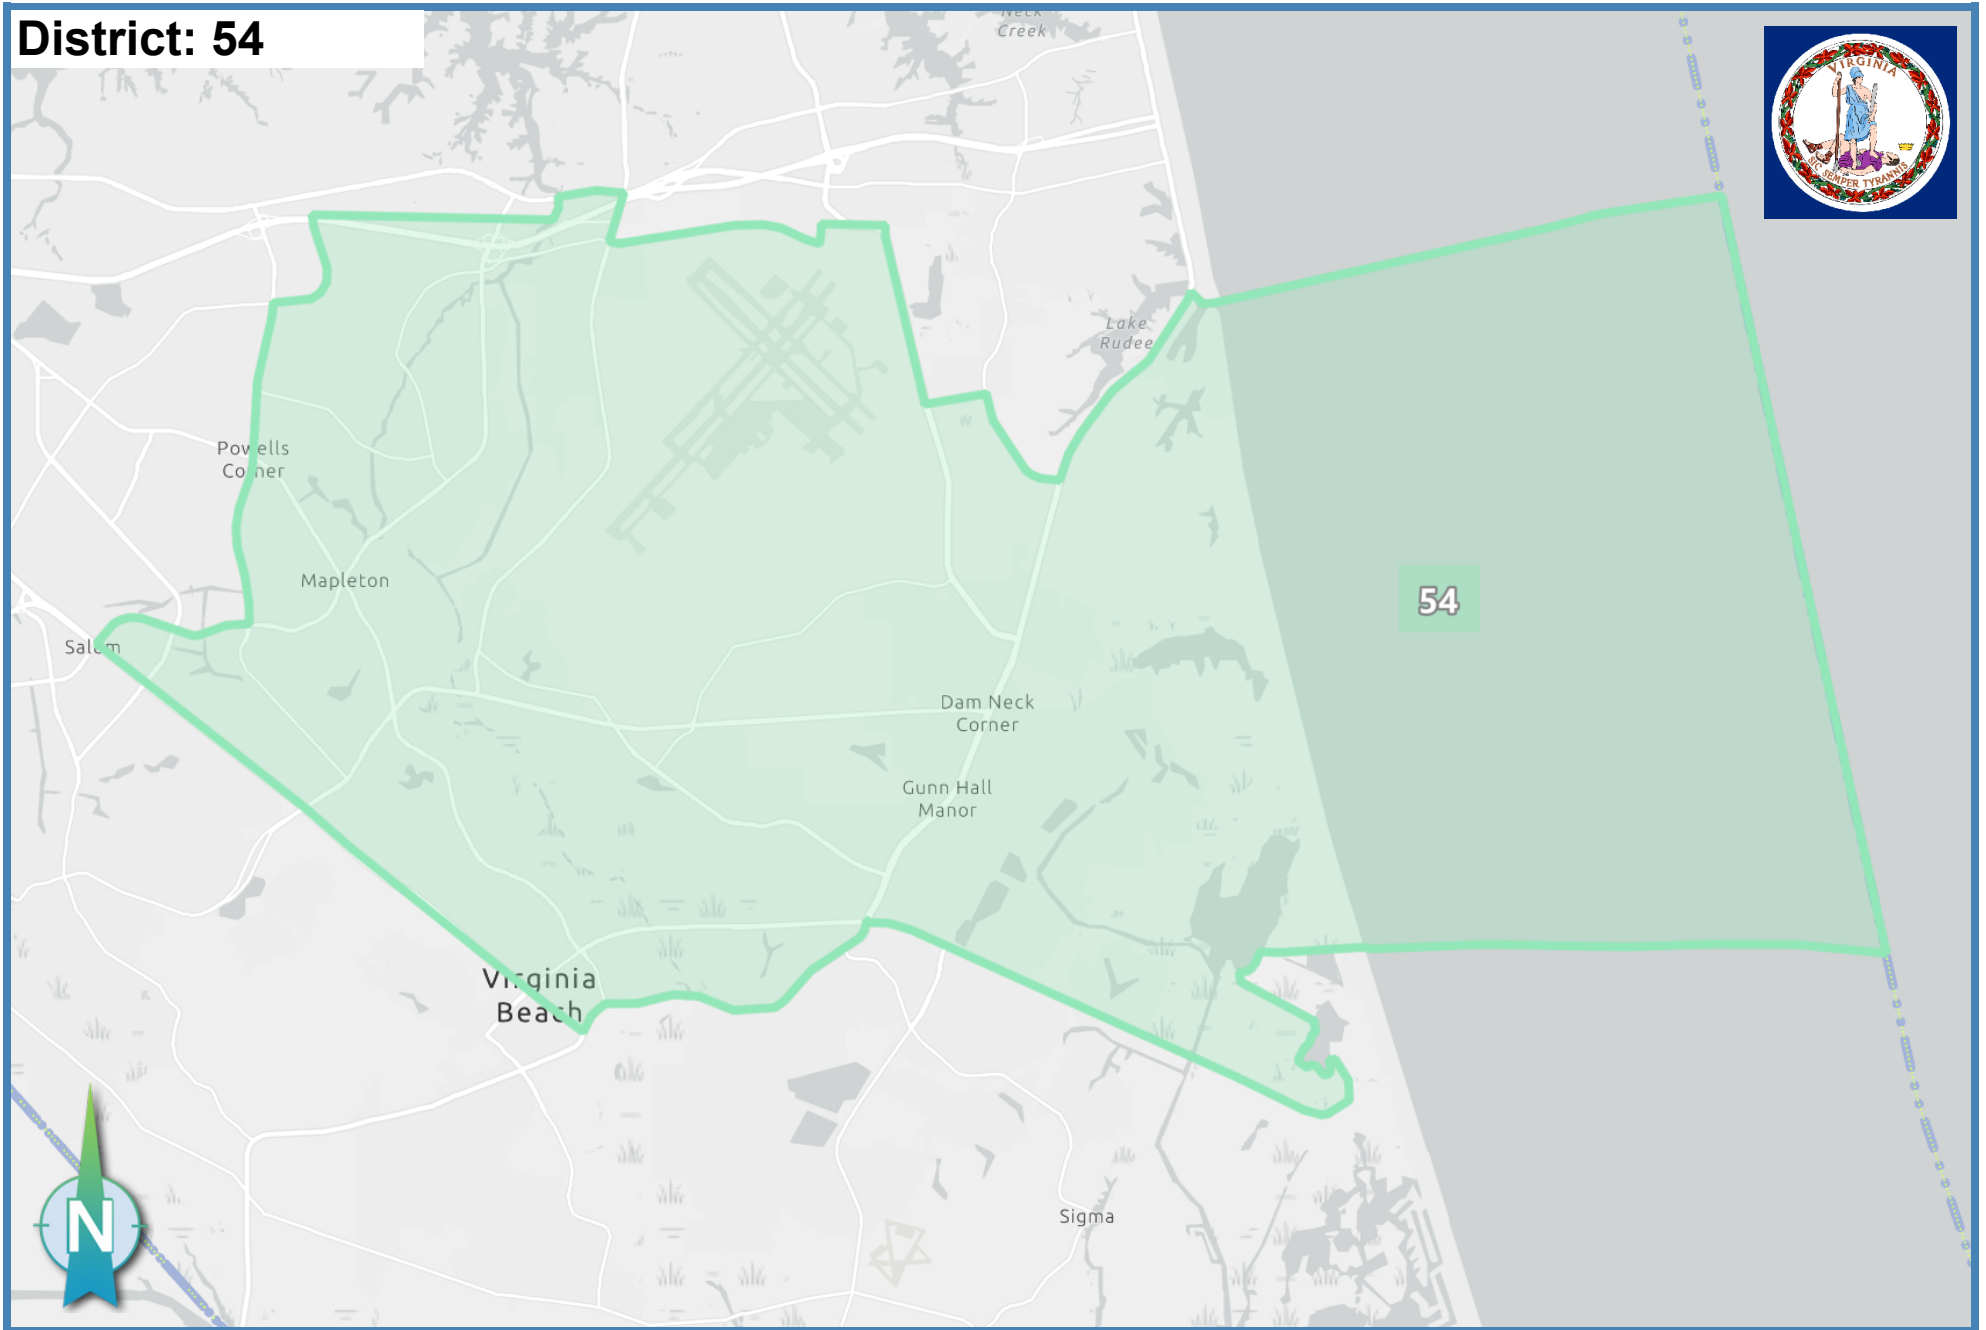 District: 54
Neck
Creek
VIRGINIA
SIC SEMPER TYRANNIS
Lake
Rudee
Powells
Corner
Mapleton
54
Salem
Dam Neck
Corner
Gunn Hall
Manor
Virginia
Beach
Sigma
N